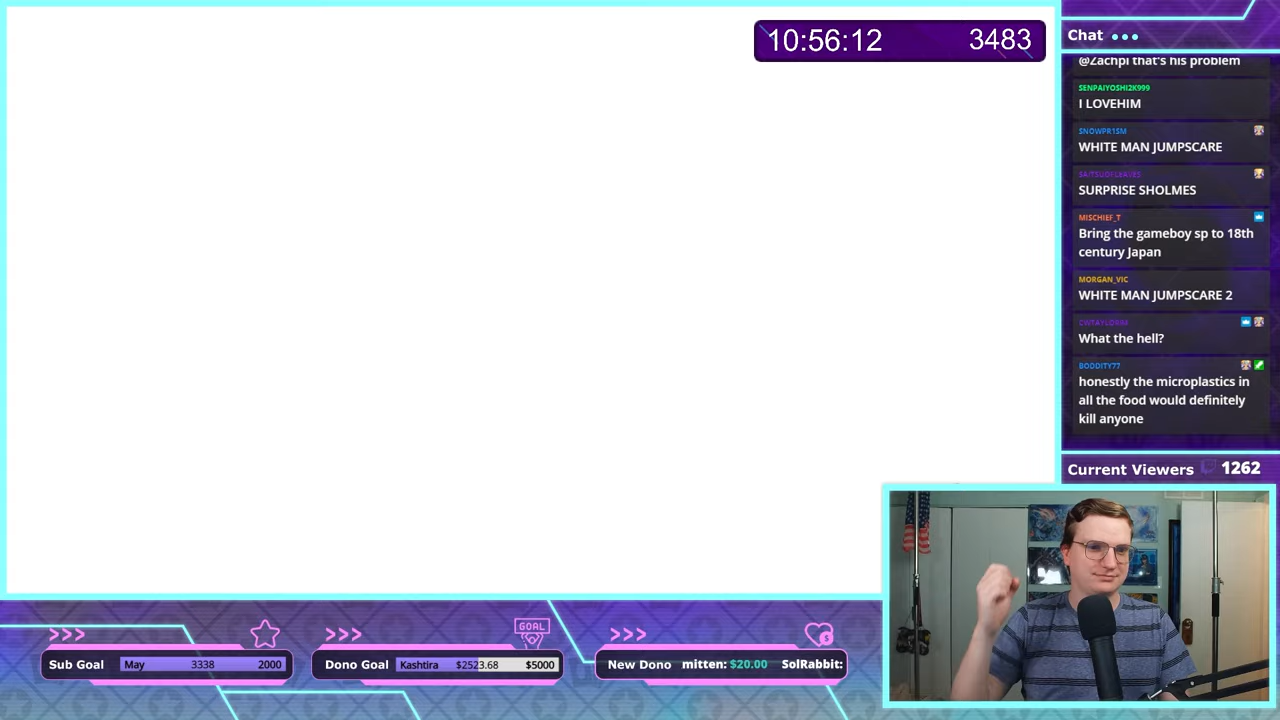 10:56:12 3483
Chat
@Zachpi that's his problem
SENPAIYOSHI2K999
I LOVEHIM
SNOWPR1SM
WHITE MAN JUMPSCARE
SURPRISE SHOLMES
MISCHIEF_T
Bring the gameboy sp to 18th
century Japan
MORGAN_VIC
WHITE MAN JUMPSCARE 2
What the hell?
BODDITY77
honestly the microplastics in
all the food would definitely
kill anyone
Current Viewers 1262
>>> >>> GOAL >>>
Sub Goal May 3338 2000 Dono Goal Kashtira $2523.68 $5000 New Dono mitten: $20.00 SolRabbit: